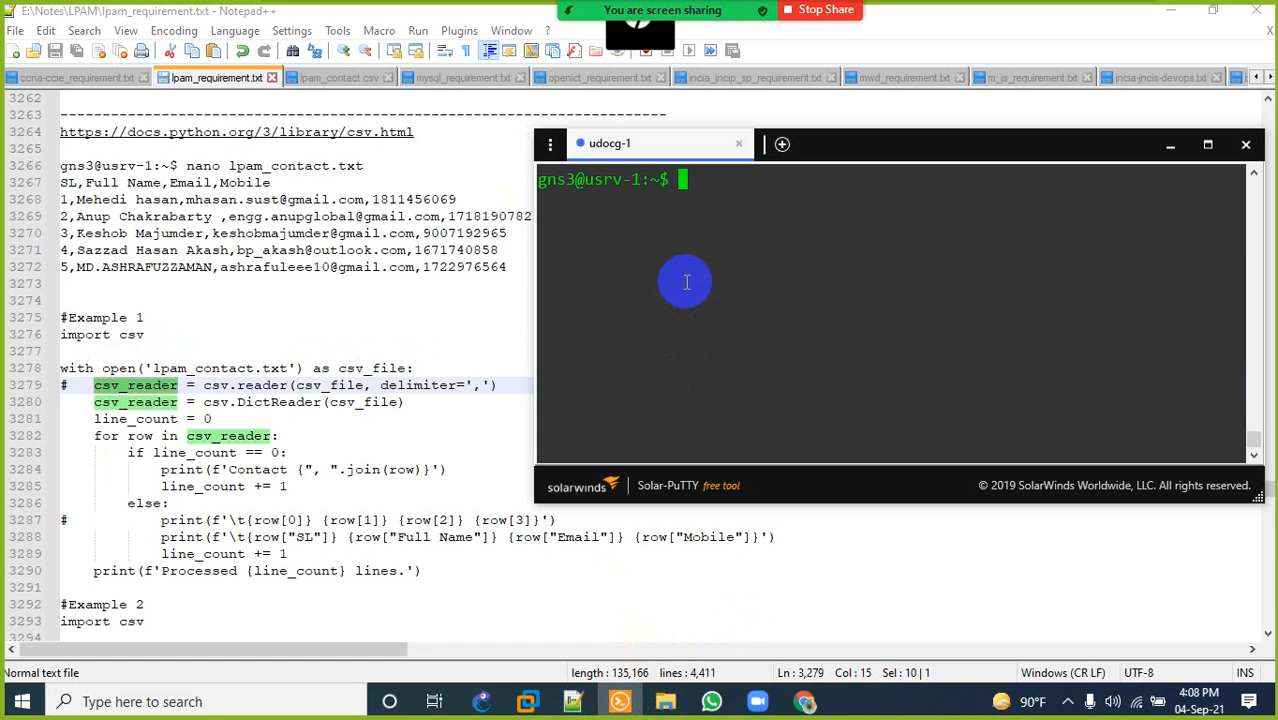 E:\Notes\LPAM\lpam_requirement.txt - Notepad++
You are screen sharing
Stop Share
File Edit Search View Encoding Language Settings Tools Macro Run Plugins Window ?
ccna-ccie_requirement.txt lpam_requirement.txt lpam_contact.csv mysql_requirement.txt openict_requirement.txt jncia_jncip_sp_requirement.txt mwd_requirement.txt m_js_requirement.txt jncia-jncis-devops.txt
3262
3263 ------------------------------------------------------------------------
3264 https://docs.python.org/3/library/csv.html
3265
3266 gns3@usrv-1:~$ nano lpam_contact.txt
3267 SL,Full Name,Email,Mobile
3268 1,Mehedi hasan,mhasan.sust@gmail.com,1811456069
3269 2,Anup Chakrabarty ,engg.anupglobal@gmail.com,1718190782
3270 3,Keshob Majumder,keshobmajumder@gmail.com,9007192965
3271 4,Sazzad Hasan Akash,bp_akash@outlook.com,1671740858
3272 5,MD.ASHRAFUZZAMAN,ashrafuleee10@gmail.com,1722976564
3273
3274
3275 #Example 1
3276 import csv
3277
3278 with open('lpam_contact.txt') as csv_file:
3279 #   csv_reader = csv.reader(csv_file, delimiter=',')
3280     csv_reader = csv.DictReader(csv_file)
3281     line_count = 0
3282     for row in csv_reader:
3283         if line_count == 0:
3284             print(f'Contact {", ".join(row)}')
3285             line_count += 1
3286         else:
3287 #           print(f'\t{row[0]} {row[1]} {row[2]} {row[3]}')
3288             print(f'\t{row["SL"]} {row["Full Name"]} {row["Email"]} {row["Mobile"]}')
3289             line_count += 1
3290     print(f'Processed {line_count} lines.')
3291
3292 #Example 2
3293 import csv
3294
udocg-1
gns3@usrv-1:~$
solarwinds Solar-PuTTY free tool © 2019 SolarWinds Worldwide, LLC. All rights reserved.
Normal text file length : 135,166 lines : 4,411 Ln : 3,279 Col : 15 Sel : 10 | 1 Windows (CR LF) UTF-8 INS
Type here to search
90°F
4:08 PM
04-Sep-21